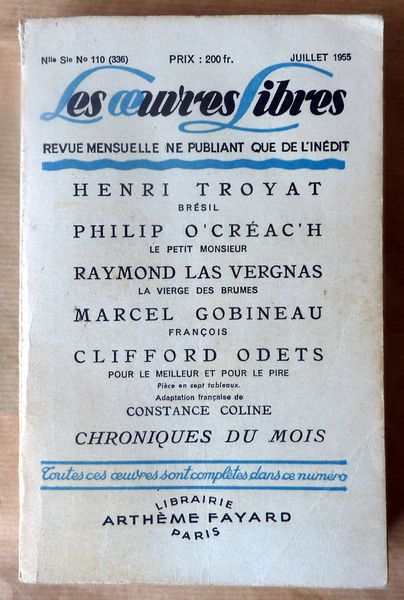 Nlle Sie No 110 (336) PRIX : 200 fr. JUILLET 1955
Les œuvres Libres
REVUE MENSUELLE NE PUBLIANT QUE DE L'INÉDIT
HENRI TROYAT
BRÉSIL
PHILIP O'CRÉAC'H
LE PETIT MONSIEUR
RAYMOND LAS VERGNAS
LA VIERGE DES BRUMES
MARCEL GOBINEAU
FRANÇOIS
CLIFFORD ODETS
POUR LE MEILLEUR ET POUR LE PIRE
Pièce en sept tableaux.
Adaptation française de
CONSTANCE COLINE
CHRONIQUES DU MOIS
Toutes ces œuvres sont complètes dans ce numéro
LIBRAIRIE
ARTHÈME FAYARD
PARIS